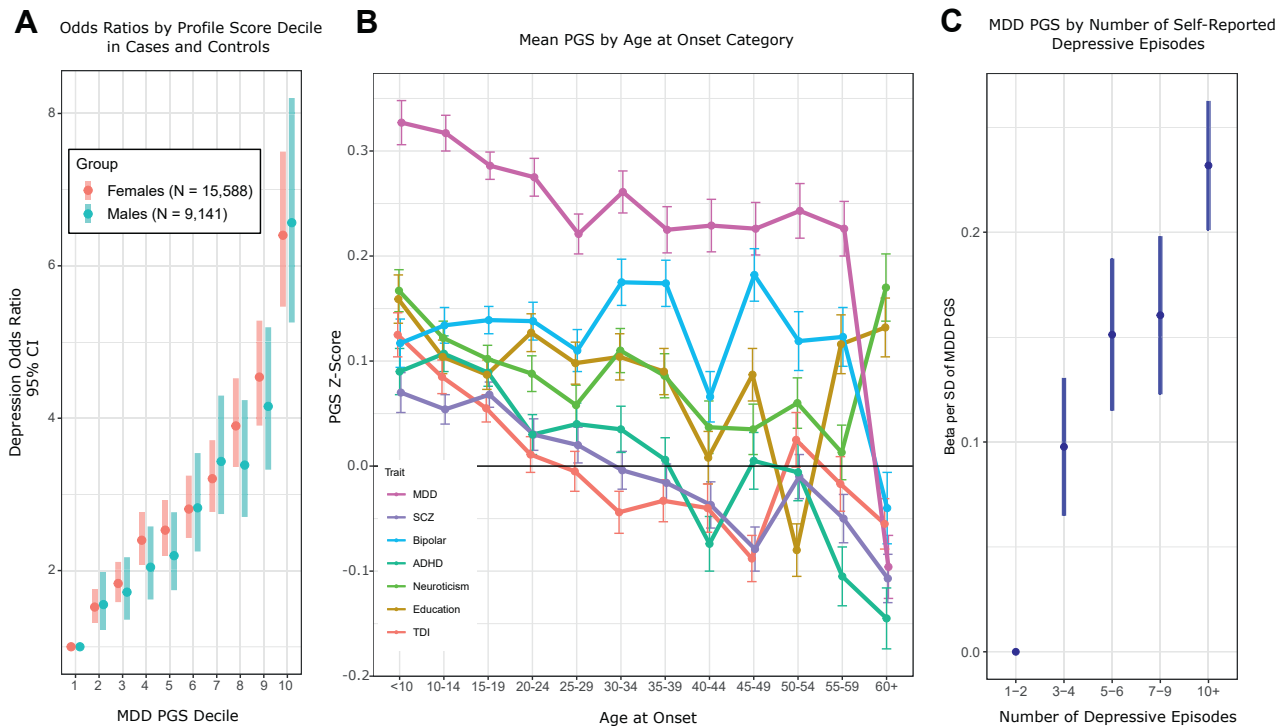 A
Odds Ratios by Profile Score Decile
in Cases and Controls
Depression Odds Ratio
95% CI
8
6
4
2
Group
Females (N = 15,588)
Males (N = 9,141)
1 2 3 4 5 6 7 8 9 10
MDD PGS Decile
B
Mean PGS by Age at Onset Category
PGS Z-Score
0.3
0.2
0.1
0.0
-0.1
-0.2
Trait
MDD
SCZ
Bipolar
ADHD
Neuroticism
Education
TDI
<10 10-14 15-19 20-24 25-29 30-34 35-39 40-44 45-49 50-54 55-59 60+
Age at Onset
C
MDD PGS by Number of Self-Reported
Depressive Episodes
Beta per SD of MDD PGS
0.2
0.1
0.0
1−2 3−4 5−6 7−9 10+
Number of Depressive Episodes